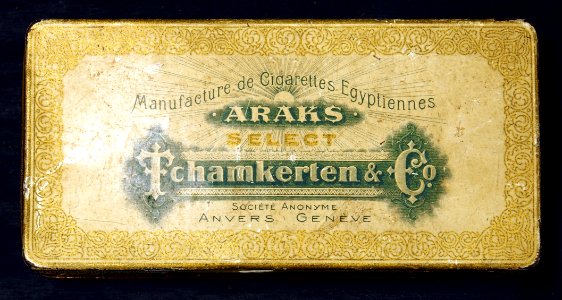 Manufacture de Cigarettes Egyptiennes
ARAKS
SELECT
Tchamkerten & Co
SOCIÉTÉ ANONYME
ANVERS GENÈVE